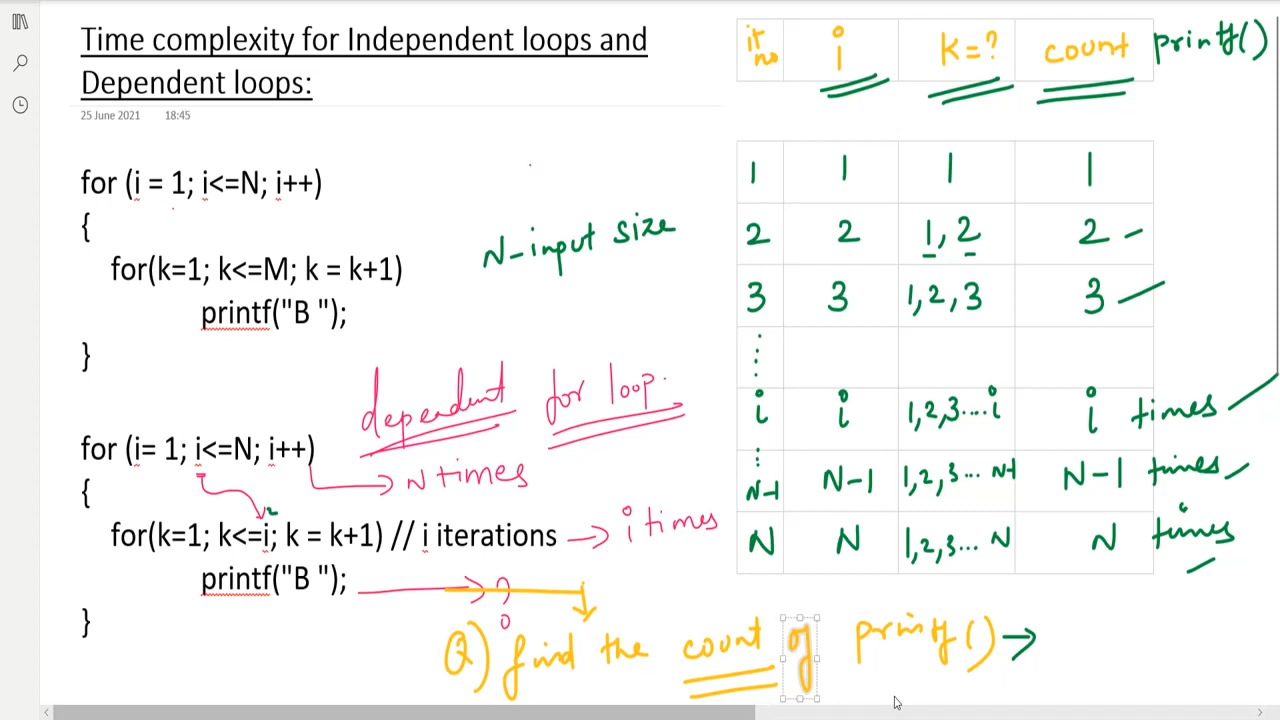 Time complexity for Independent loops and
Dependent loops:
25 June 2021 18:45
for (i = 1; i<=N; i++)
{
for(k=1; k<=M; k = k+1)
printf("B ");
}
N-input size
dependent for loop.
for (i= 1; i<=N; i++)
N times
{
for(k=1; k<=i; k = k+1) // i iterations
i times
printf("B ");
?
}
Q) find the count of printf()
it no i K=? count printf()
1 1 1 1
2 2 1, 2 2
3 3 1, 2, 3 3
i i 1,2,3....i i times
N-1 N-1 1,2,3... N-1 N-1 times
N N 1,2,3... N N times